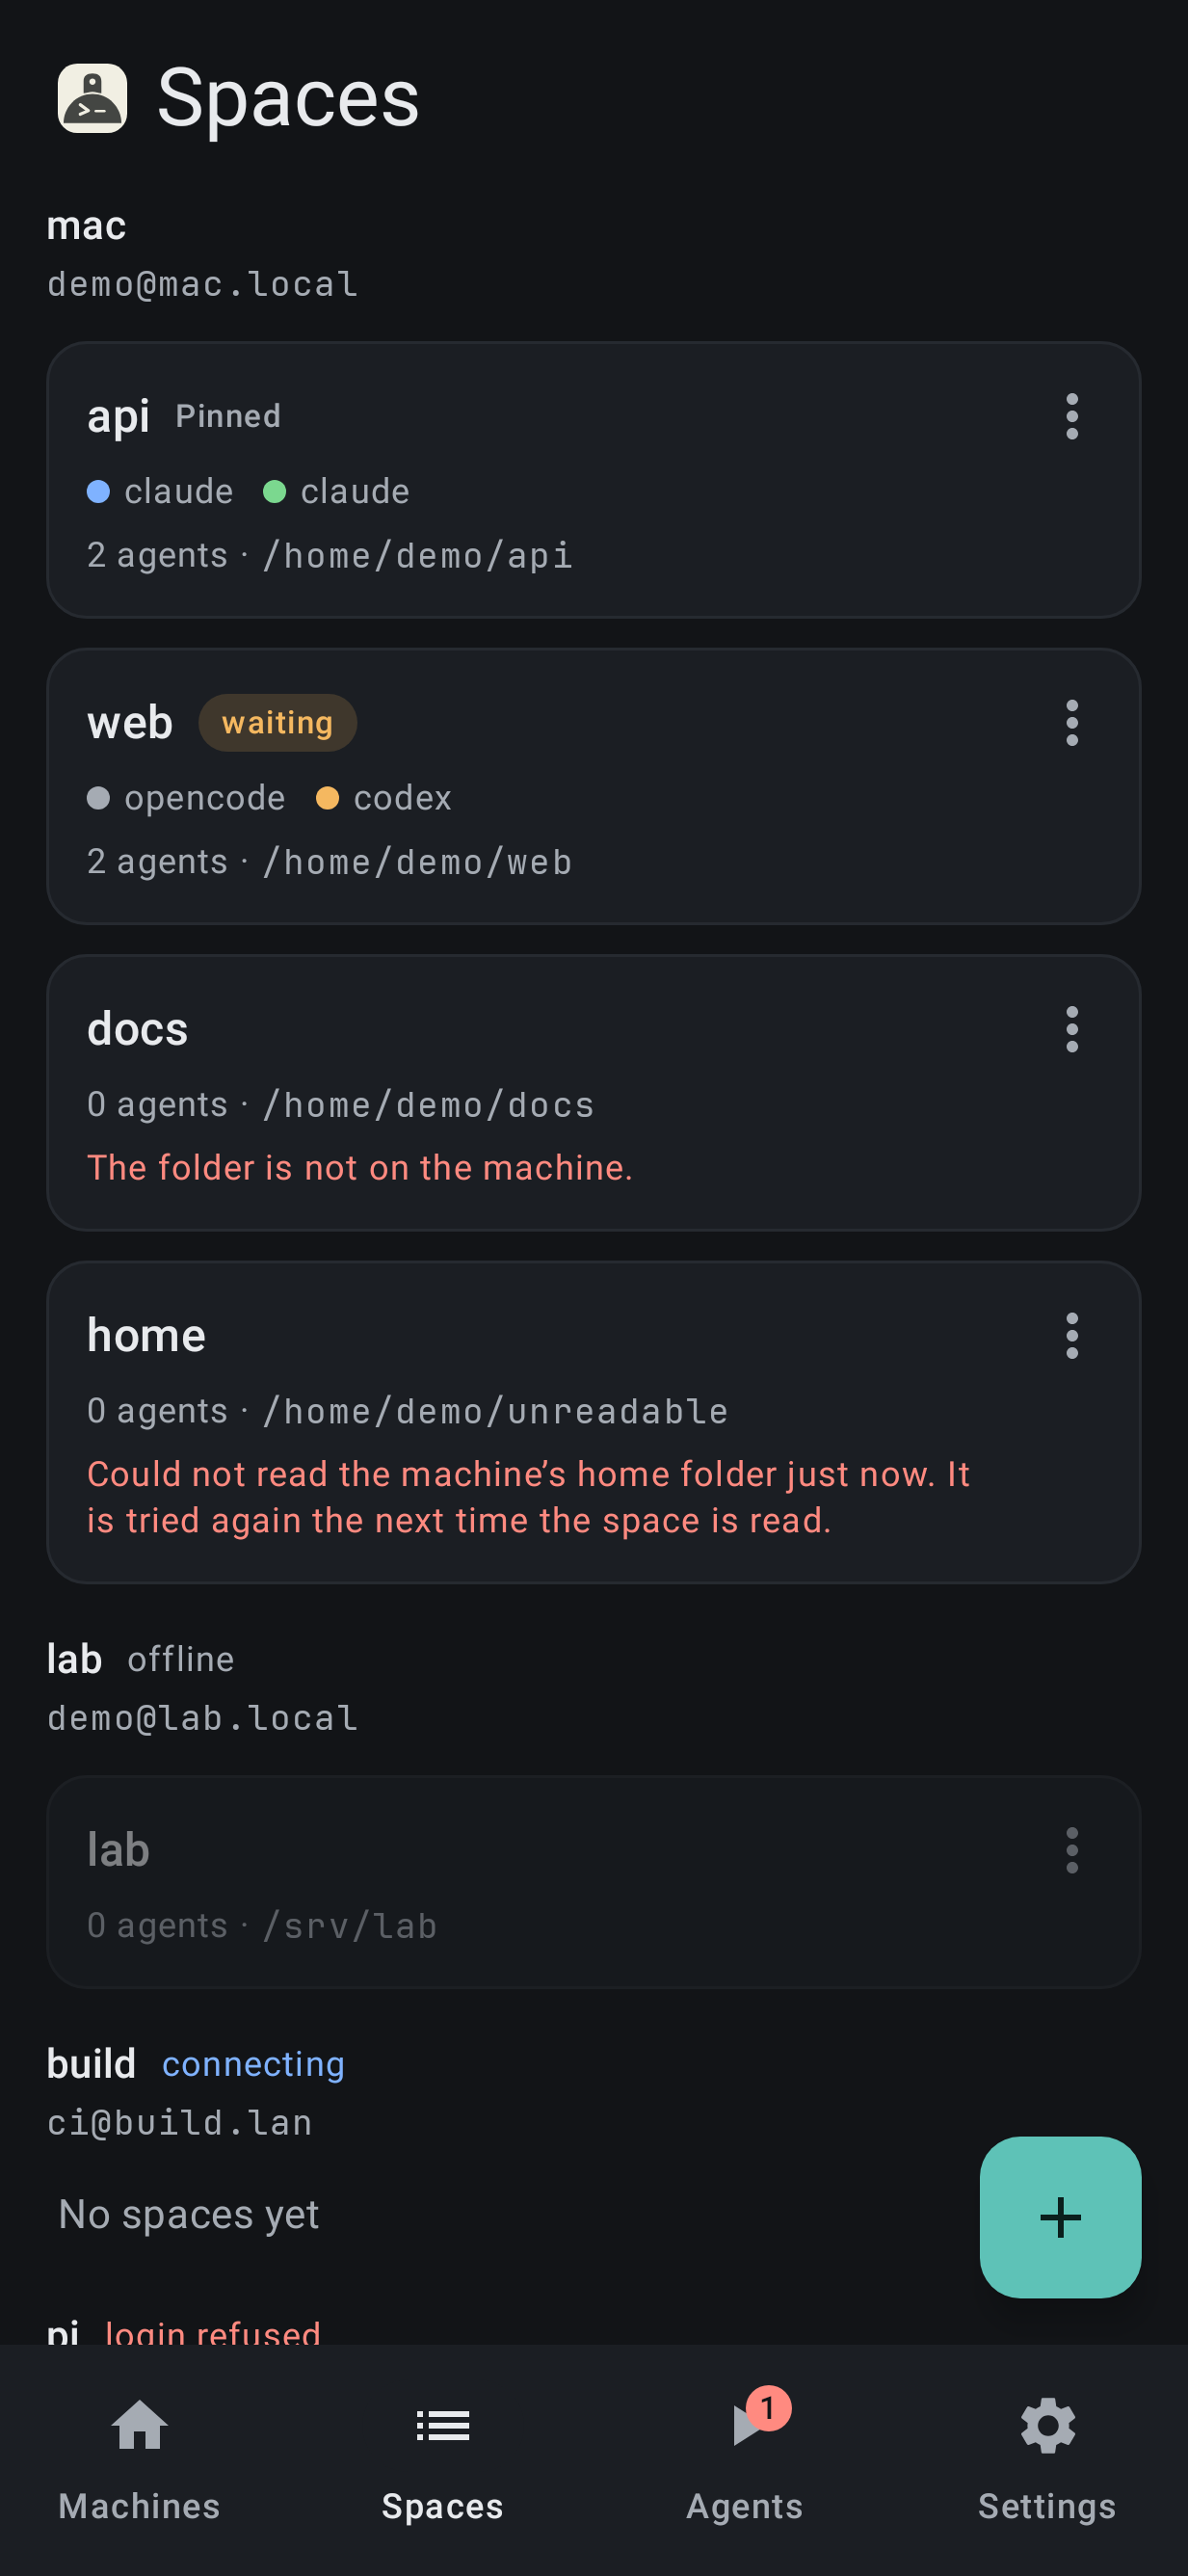 >_ Spaces
mac
demo@mac.local
api Pinned
claude claude
2 agents · /home/demo/api
web waiting
opencode codex
2 agents · /home/demo/web
docs
0 agents · /home/demo/docs
The folder is not on the machine.
home
0 agents · /home/demo/unreadable
Could not read the machine’s home folder just now. It
is tried again the next time the space is read.
lab offline
demo@lab.local
lab
0 agents · /srv/lab
build connecting
ci@build.lan
No spaces yet
pi login refused
1
Machines Spaces Agents Settings